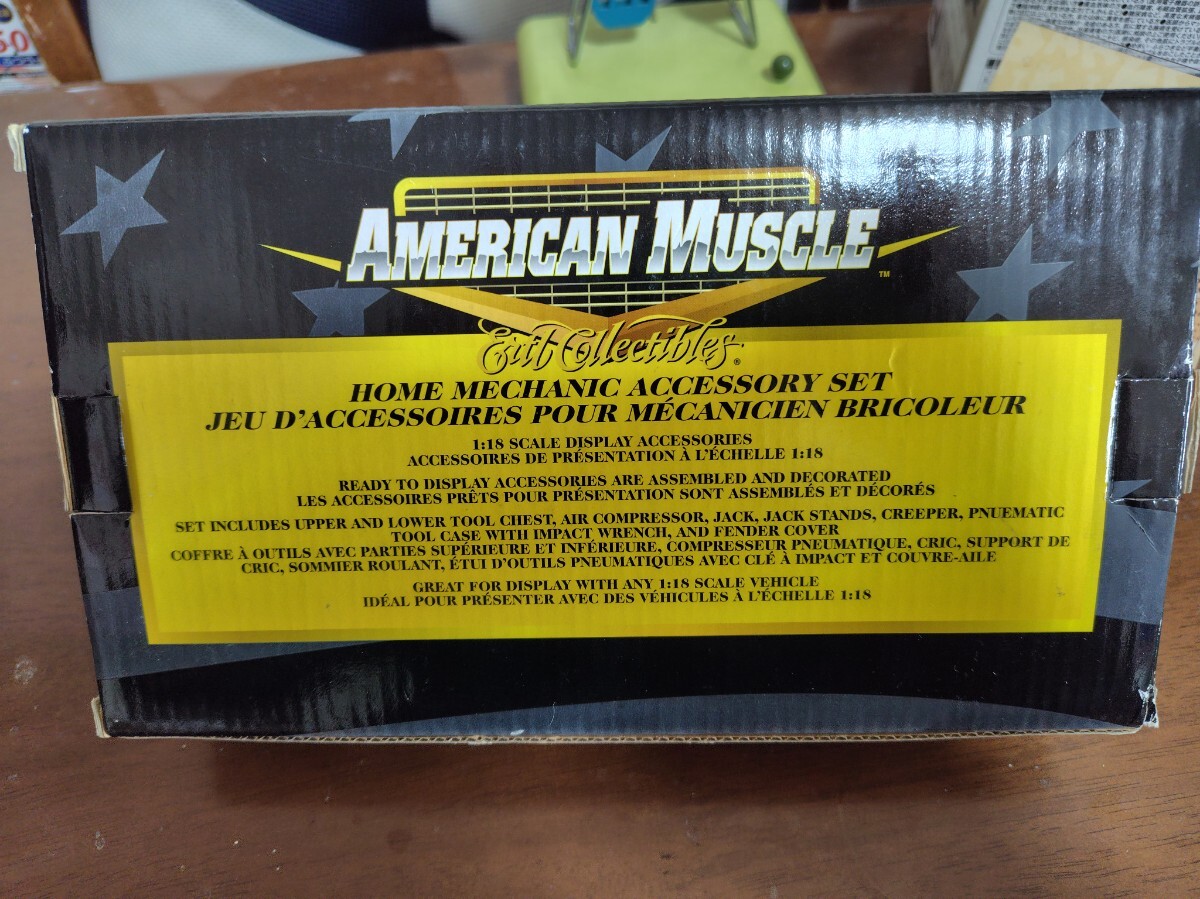 AMERICAN MUSCLE™
Ertl Collectibles®
HOME MECHANIC ACCESSORY SET
JEU D'ACCESSOIRES POUR MÉCANICIEN BRICOLEUR
1:18 SCALE DISPLAY ACCESSORIES
ACCESSOIRES DE PRÉSENTATION À L'ÉCHELLE 1:18
READY TO DISPLAY ACCESSORIES ARE ASSEMBLED AND DECORATED
LES ACCESSOIRES PRÊTS POUR PRÉSENTATION SONT ASSEMBLÉS ET DÉCORÉS
SET INCLUDES UPPER AND LOWER TOOL CHEST, AIR COMPRESSOR, JACK, JACK STANDS, CREEPER, PNUEMATIC
TOOL CASE WITH IMPACT WRENCH, AND FENDER COVER
COFFRE À OUTILS AVEC PARTIES SUPÉRIEURE ET INFÉRIEURE, COMPRESSEUR PNEUMATIQUE, CRIC, SUPPORT DE
CRIC, SOMMIER ROULANT, ÉTUI D'OUTILS PNEUMATIQUES AVEC CLÉ À IMPACT ET COUVRE-AILE
GREAT FOR DISPLAY WITH ANY 1:18 SCALE VEHICLE
IDÉAL POUR PRÉSENTER AVEC DES VÉHICULES À L'ÉCHELLE 1:18